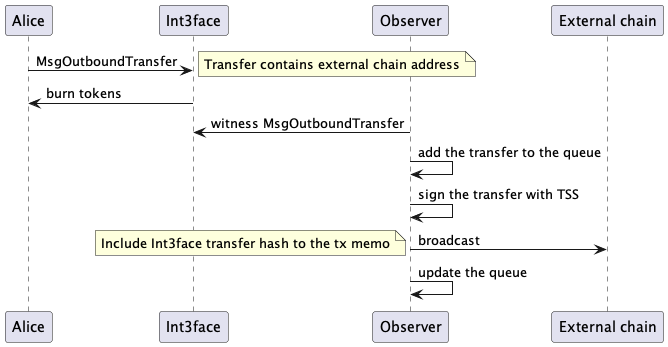 Alice
Int3face
Observer
External chain
MsgOutboundTransfer
Transfer contains external chain address
burn tokens
witness MsgOutboundTransfer
add the transfer to the queue
sign the transfer with TSS
Include Int3face transfer hash to the tx memo
broadcast
update the queue
Alice
Int3face
Observer
External chain